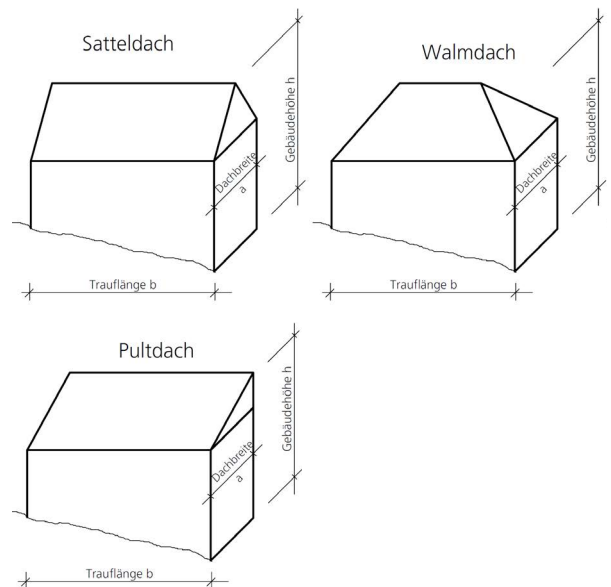 Satteldach
Gebäudehöhe h
Dachbreite
a
Trauflänge b
Walmdach
Gebäudehöhe h
Dachbreite
a
Trauflänge b
Pultdach
Gebäudehöhe h
Dachbreite
a
Trauflänge b